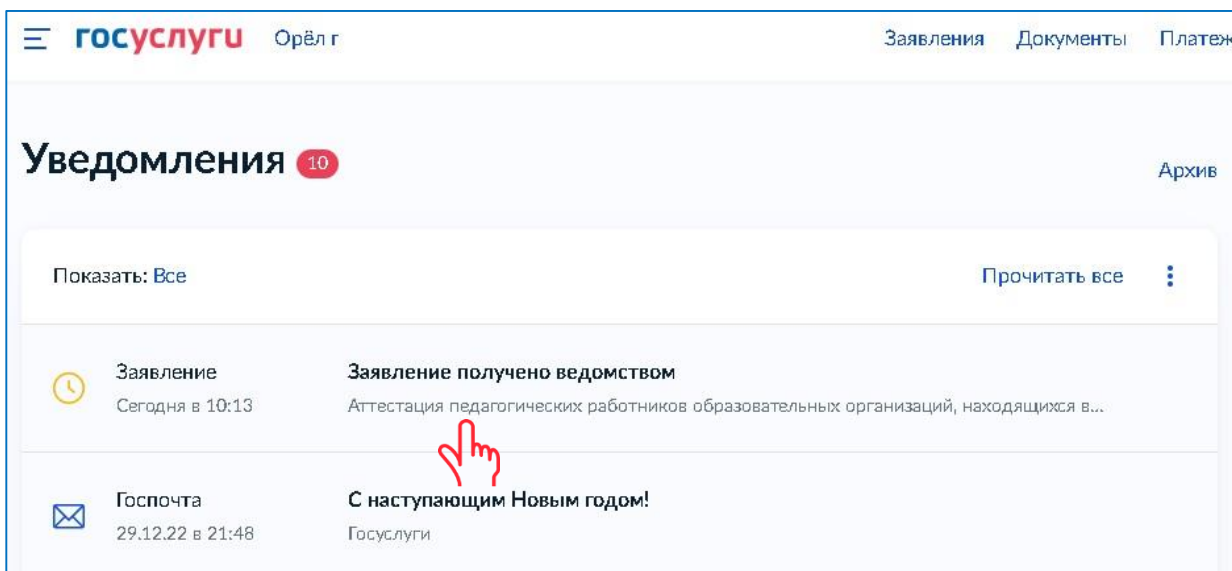 госуслуги Орёл г Заявления Документы Платеж
Уведомления 10
Архив
Показать: Все Прочитать все
Заявление Заявление получено ведомством
Сегодня в 10:13 Аттестация педагогических работников образовательных организаций, находящихся в...
Госпочта С наступающим Новым годом!
29.12.22 в 21:48 Госуслуги